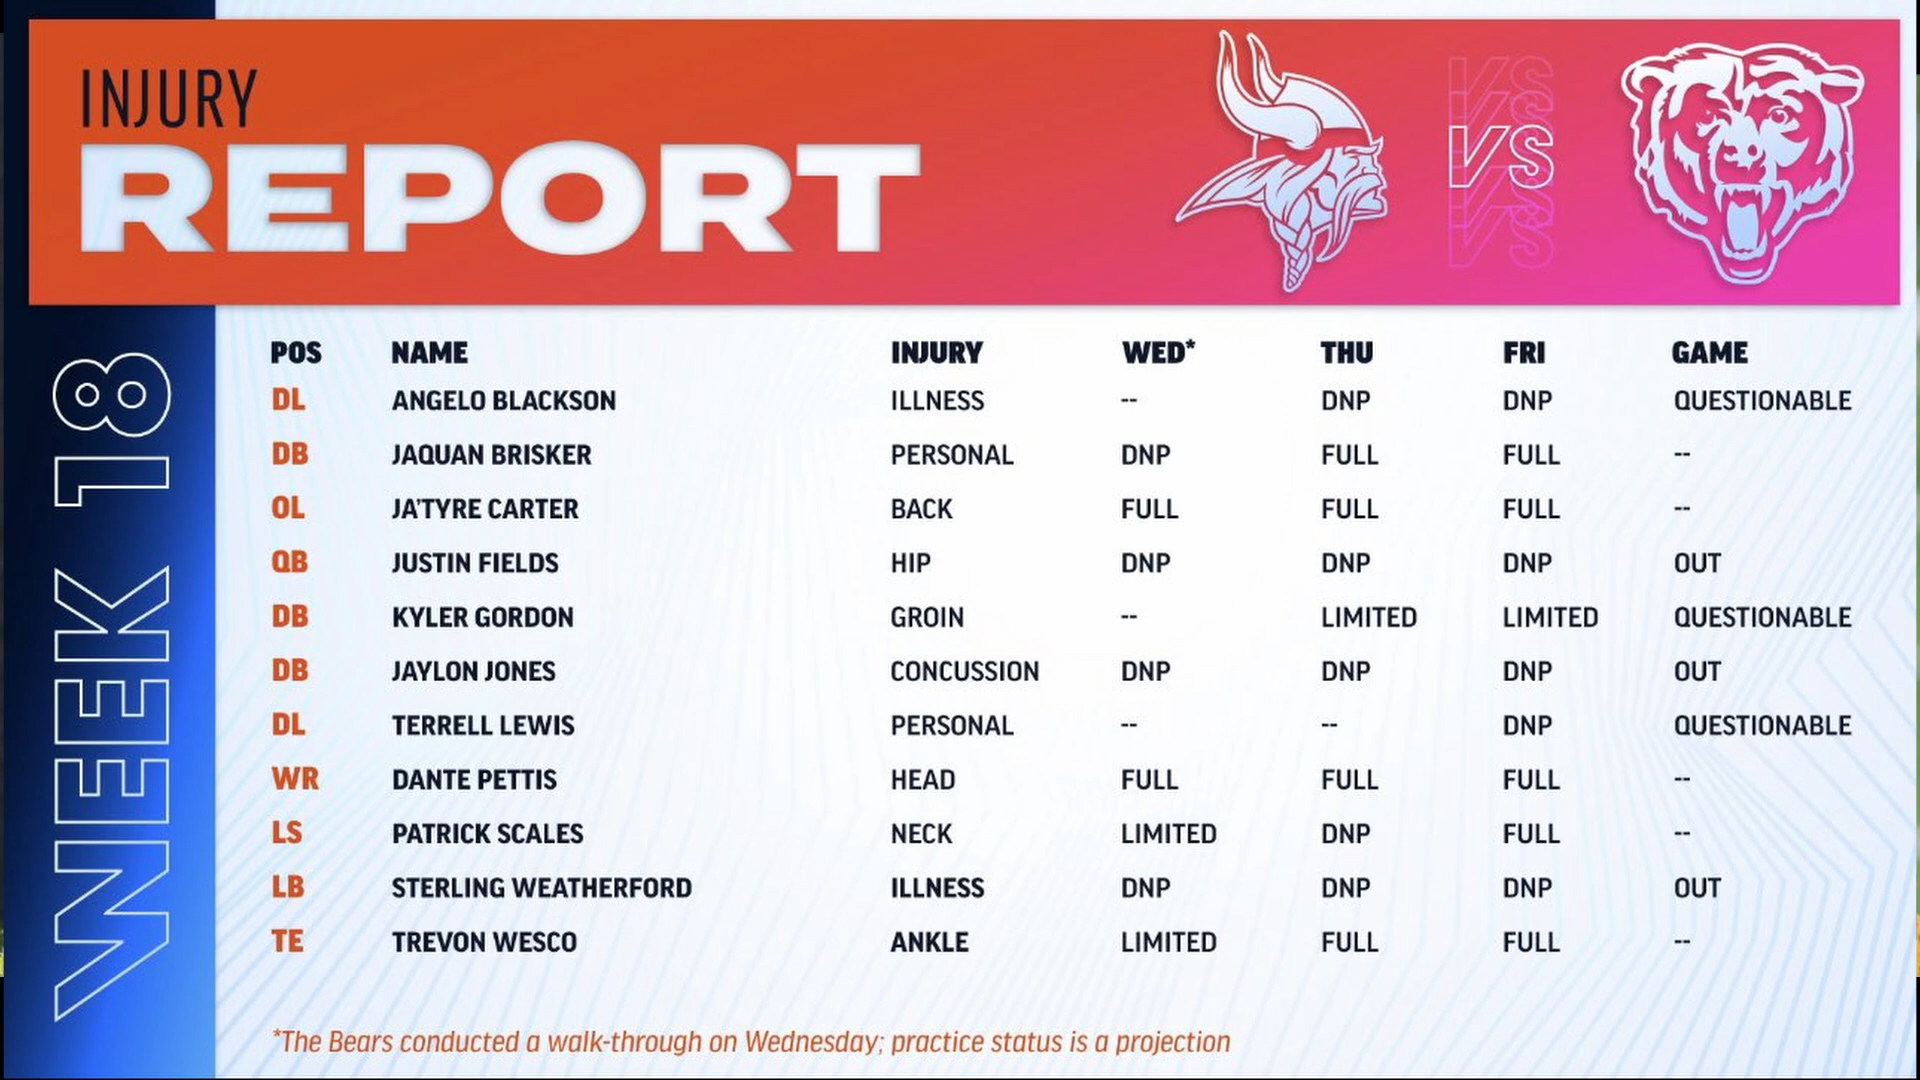 INJURY
REPORT
VS
VS
VS
VS
VS
WEEK 18
POS NAME INJURY WED* THU FRI GAME
DL ANGELO BLACKSON ILLNESS -- DNP DNP QUESTIONABLE
DB JAQUAN BRISKER PERSONAL DNP FULL FULL --
OL JA'TYRE CARTER BACK FULL FULL FULL --
QB JUSTIN FIELDS HIP DNP DNP DNP OUT
DB KYLER GORDON GROIN -- LIMITED LIMITED QUESTIONABLE
DB JAYLON JONES CONCUSSION DNP DNP DNP OUT
DL TERRELL LEWIS PERSONAL -- -- DNP QUESTIONABLE
WR DANTE PETTIS HEAD FULL FULL FULL --
LS PATRICK SCALES NECK LIMITED DNP FULL --
LB STERLING WEATHERFORD ILLNESS DNP DNP DNP OUT
TE TREVON WESCO ANKLE LIMITED FULL FULL --
*The Bears conducted a walk-through on Wednesday; practice status is a projection